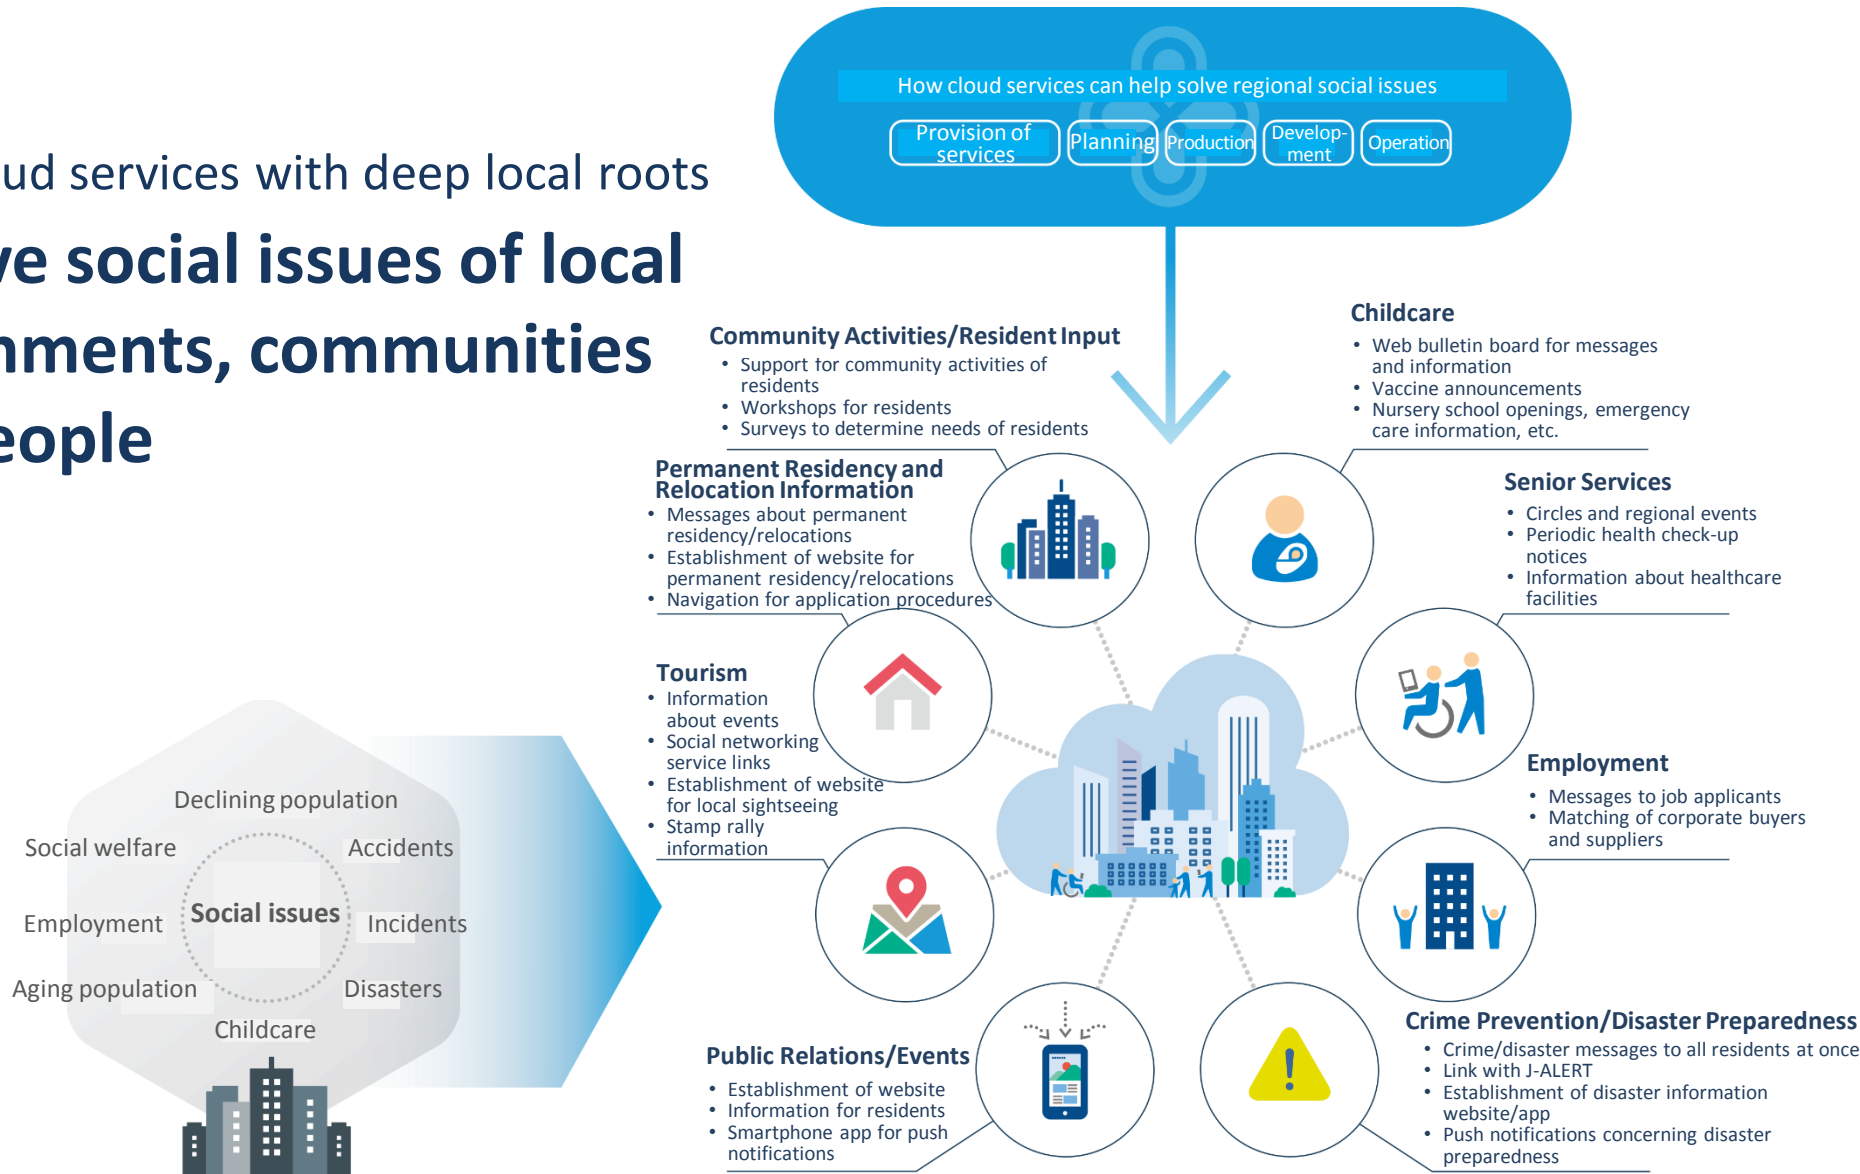 How cloud services can help solve regional social issues
Provision of
services
Planning
Production
Develop-
ment
Operation
ud services with deep local roots
ve social issues of local
nments, communities
eople
Community Activities/Resident Input
• Support for community activities of
residents
• Workshops for residents
• Surveys to determine needs of residents
Childcare
• Web bulletin board for messages
and information
• Vaccine announcements
• Nursery school openings, emergency
care information, etc.
Permanent Residency and
Relocation Information
• Messages about permanent
residency/relocations
• Establishment of website for
permanent residency/relocations
• Navigation for application procedures
Senior Services
• Circles and regional events
• Periodic health check-up
notices
• Information about healthcare
facilities
Tourism
• Information
about events
• Social networking
service links
• Establishment of website
for local sightseeing
• Stamp rally
information
Employment
• Messages to job applicants
• Matching of corporate buyers
and suppliers
Declining population
Social welfare
Accidents
Employment
Social issues
Incidents
Aging population
Disasters
Childcare
Public Relations/Events
• Establishment of website
• Information for residents
• Smartphone app for push
notifications
Crime Prevention/Disaster Preparedness
• Crime/disaster messages to all residents at once
• Link with J-ALERT
• Establishment of disaster information
website/app
• Push notifications concerning disaster
preparedness